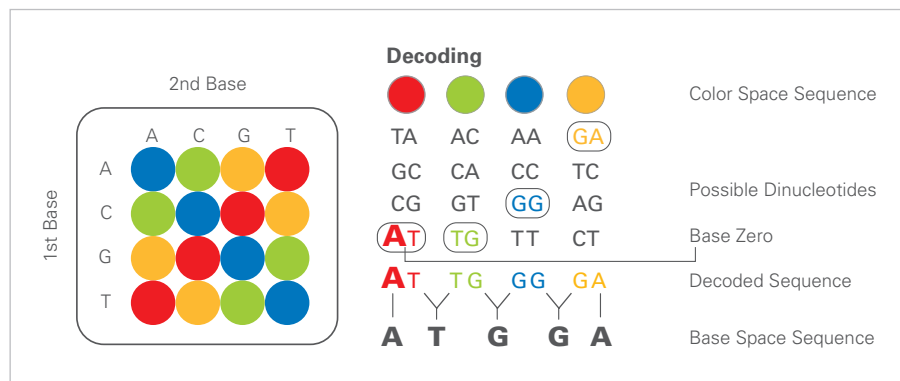 Decoding
2nd Base
Color Space Sequence
A C G T
TA AC AA GA
A
GC CA CC TC
Possible Dinucleotides
C
CG GT GG AG
1st Base
AT TG TT CT
Base Zero
G
AT TG GG GA
Decoded Sequence
T
A T G G A
Base Space Sequence